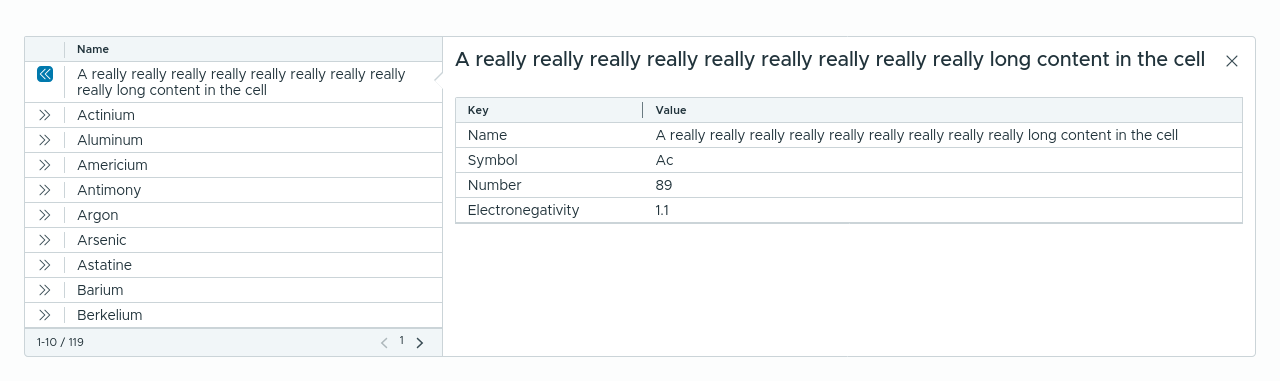 Name
A really really really really really really really really
really long content in the cell
Actinium
Aluminum
Americium
Antimony
Argon
Arsenic
Astatine
Barium
Berkelium
1-10 / 119
1
A really really really really really really really really really long content in the cell
Key Value
Name A really really really really really really really really really long content in the cell
Symbol Ac
Number 89
Electronegativity 1.1